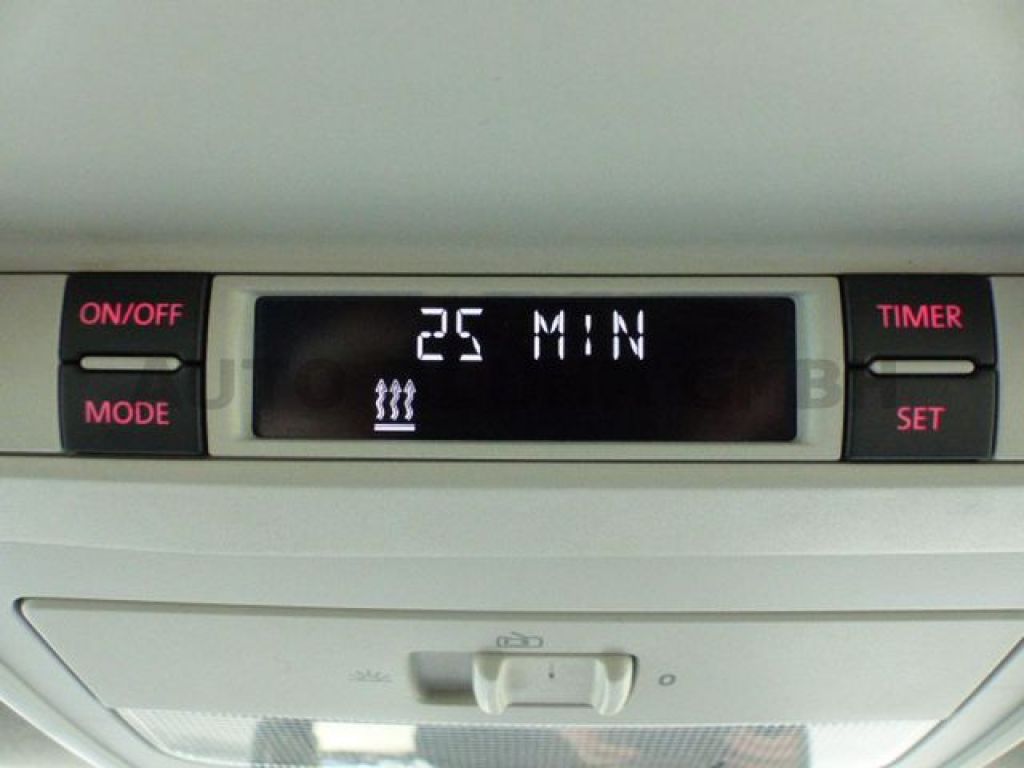 ON/OFF
MODE
25 MIN
TIMER
SET
O